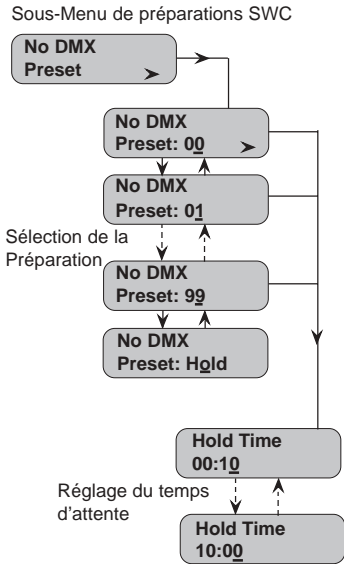 Sous-Menu de préparations SWC
No DMX
Preset
No DMX
Preset: 00
No DMX
Preset: 01
Sélection de la
Préparation
No DMX
Preset: 99
No DMX
Preset: Hold
Hold Time
00:10
Réglage du temps
d'attente
Hold Time
10:00